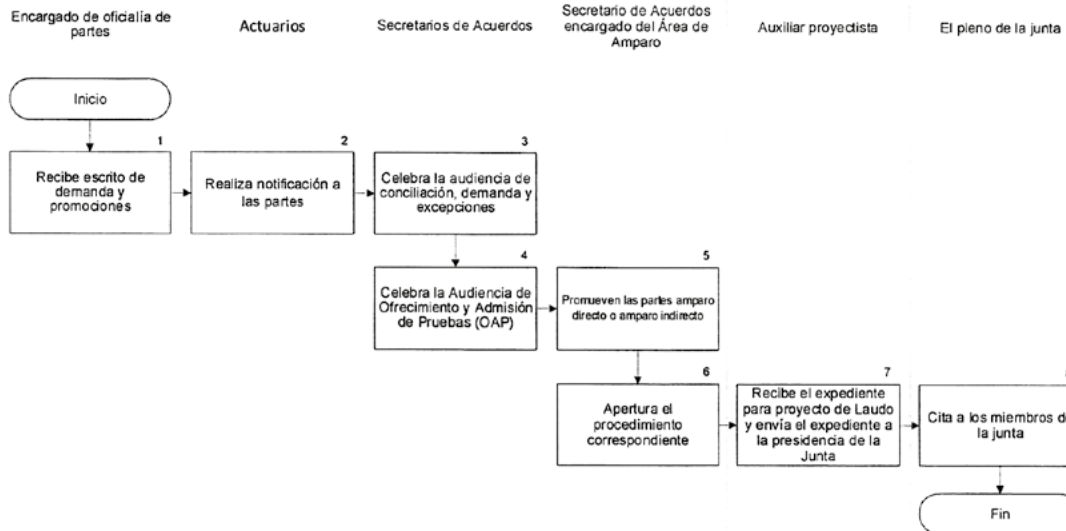 Encargado de oficialía de
partes
Actuarios
Secretarios de Acuerdos
Secretario de Acuerdos
encargado del Área de
Amparo
Auxiliar proyectista
El pleno de la junta
Inicio
1
Recibe escrito de
demanda y
promociones
2
Realiza notificación a
las partes
3
Celebra la audiencia de
conciliación, demanda y
excepciones
4
Celebra la Audiencia de
Ofrecimiento y Admisión
de Pruebas (OAP)
5
Promueven las partes amparo
directo o amparo indirecto
6
Apertura el
procedimiento
correspondiente
7
Recibe el expediente
para proyecto de Laudo
y envía el expediente a
la presidencia de la
Junta
Cita a los miembros de
la junta
Fin